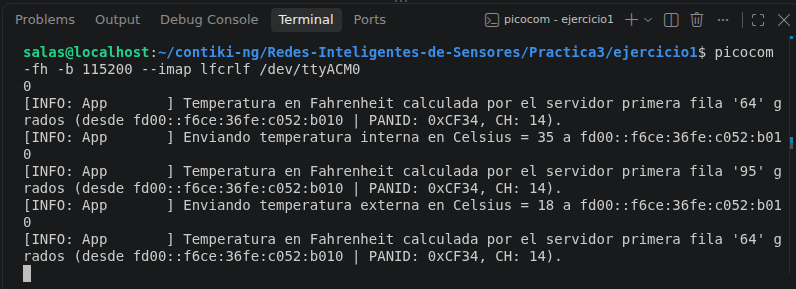 Problems Output Debug Console Terminal Ports picocom - ejercicio1
salas@localhost:~/contiki-ng/Redes-Inteligentes-de-Sensores/Practica3/ejercicio1$ picocom
-fh -b 115200 --imap lfcrlf /dev/ttyACM0
0
[INFO: App       ] Temperatura en Fahrenheit calculada por el servidor primera fila '64' g
rados (desde fd00::f6ce:36fe:c052:b010 | PANID: 0xCF34, CH: 14).
[INFO: App       ] Enviando temperatura interna en Celsius = 35 a fd00::f6ce:36fe:c052:b01
0
[INFO: App       ] Temperatura en Fahrenheit calculada por el servidor primera fila '95' g
rados (desde fd00::f6ce:36fe:c052:b010 | PANID: 0xCF34, CH: 14).
[INFO: App       ] Enviando temperatura externa en Celsius = 18 a fd00::f6ce:36fe:c052:b01
0
[INFO: App       ] Temperatura en Fahrenheit calculada por el servidor primera fila '64' g
rados (desde fd00::f6ce:36fe:c052:b010 | PANID: 0xCF34, CH: 14).